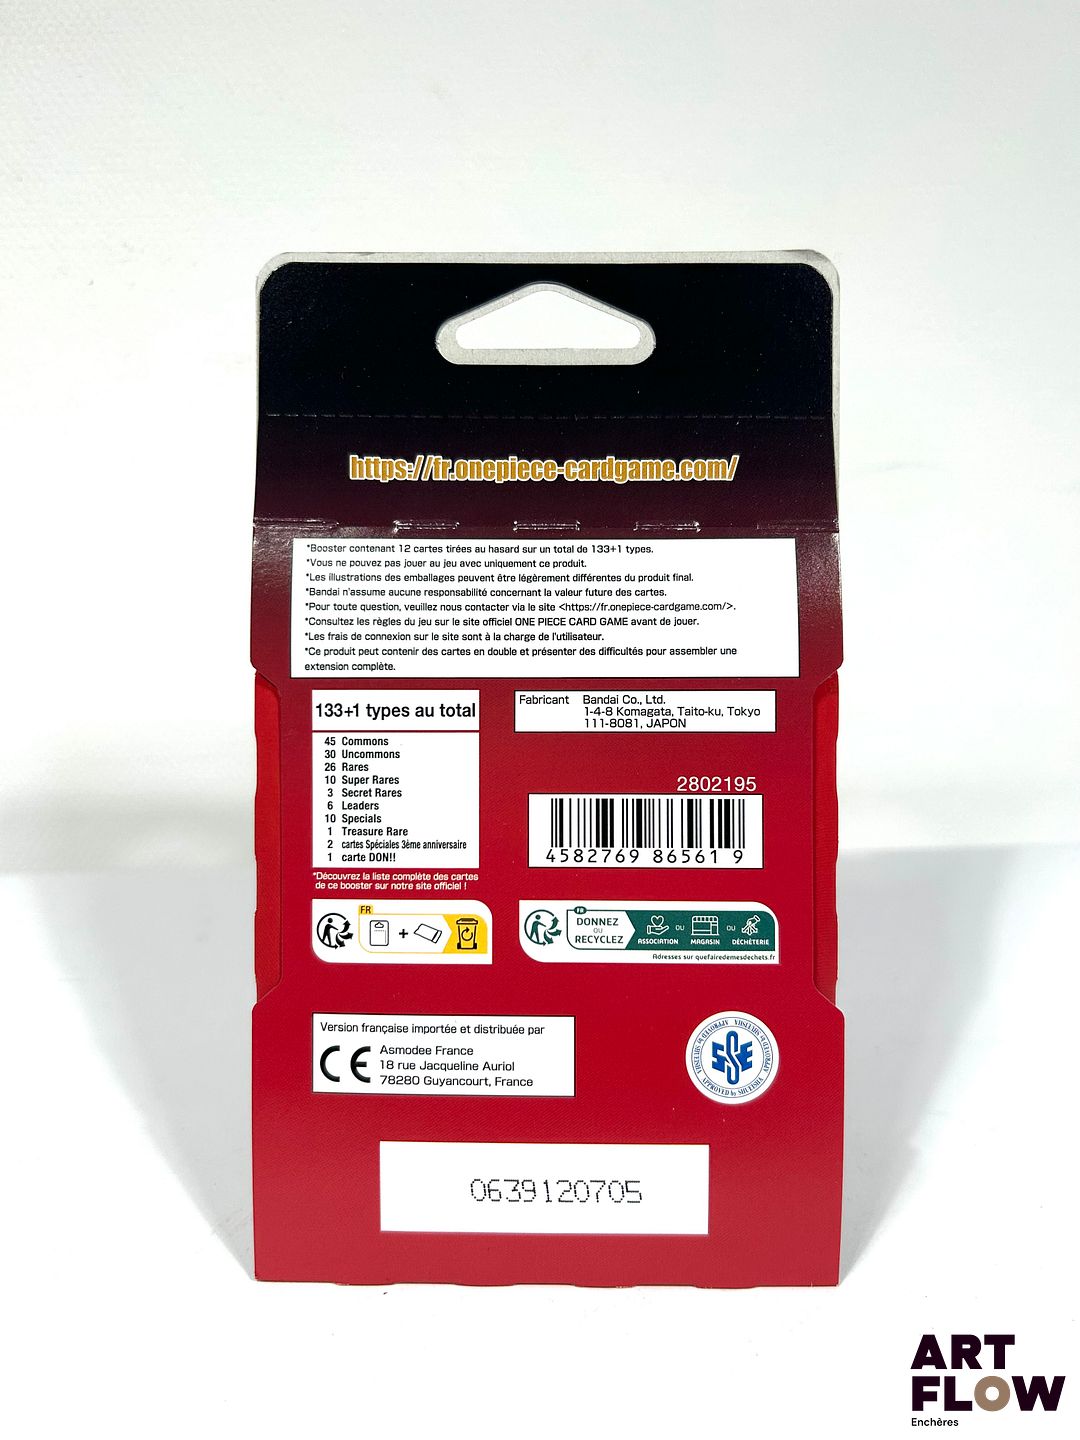 https://fr.onepiece-cardgame.com/
*Booster contenant 12 cartes tirées au hasard sur un total de 133+1 types.
*Vous ne pouvez pas jouer au jeu avec uniquement ce produit.
*Les illustrations des emballages peuvent être légèrement différentes du produit final.
*Bandai n'assume aucune responsabilité concernant la valeur future des cartes.
*Pour toute question, veuillez nous contacter via le site <https://fr.onepiece-cardgame.com/>.
*Consultez les règles du jeu sur le site officiel ONE PIECE CARD GAME avant de jouer.
*Les frais de connexion sur le site sont à la charge de l'utilisateur.
*Ce produit peut contenir des cartes en double et présenter des difficultés pour assembler une
extension complète.
133+1 types au total
45 Commons
30 Uncommons
26 Rares
10 Super Rares
3 Secret Rares
6 Leaders
10 Specials
1 Treasure Rare
2 cartes Spéciales 3ème anniversaire
1 carte DON!!
*Découvrez la liste complète des cartes
de ce booster sur notre site officiel !
Fabricant Bandai Co., Ltd.
1-4-8 Komagata, Taito-ku, Tokyo
111-8081, JAPON
2802195
4582769 865619
FR
+
FR
DONNEZ
OU
RECYCLEZ
ASSOCIATION OU MAGASIN OU DÉCHÈTERIE
Adresses sur quefairedemesdechets.fr
Version française importée et distribuée par
CE
Asmodee France
18 rue Jacqueline Auriol
78280 Guyancourt, France
SSE
APPROVED by SHUEISHA APPROVED by SHUEISHA APPROVED by SHUEISHA
0639120705
ART
FLOW
Enchères